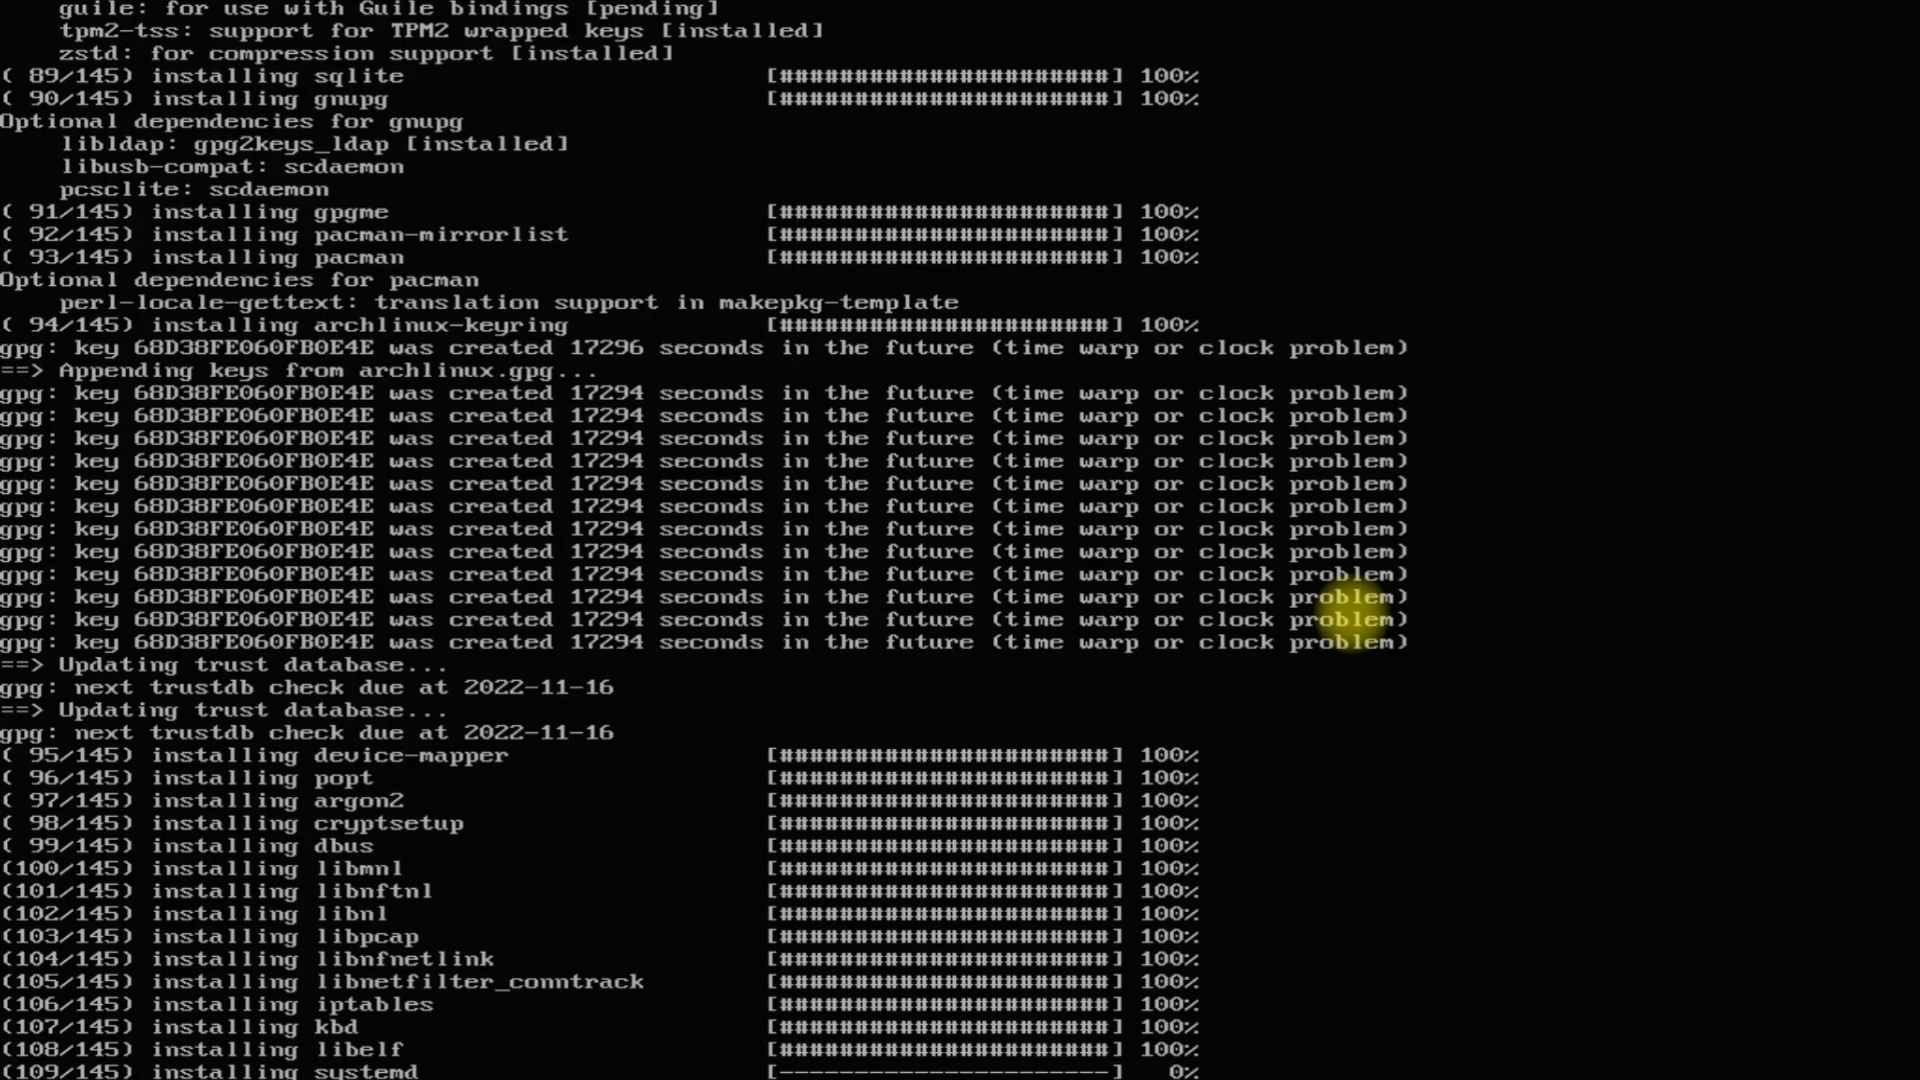 guile: for use with Guile bindings [pending]
tpm2-tss: support for TPM2 wrapped keys [installed]
zstd: for compression support [installed]
( 89/145) installing sqlite [######################] 100%
( 90/145) installing gnupg [######################] 100%
Optional dependencies for gnupg
libldap: gpg2keys_ldap [installed]
libusb-compat: scdaemon
pcsclite: scdaemon
( 91/145) installing gpgme [######################] 100%
( 92/145) installing pacman-mirrorlist [######################] 100%
( 93/145) installing pacman [######################] 100%
Optional dependencies for pacman
perl-locale-gettext: translation support in makepkg-template
( 94/145) installing archlinux-keyring [######################] 100%
gpg: key 68D38FE060FB0E4E was created 17296 seconds in the future (time warp or clock problem)
==> Appending keys from archlinux.gpg...
gpg: key 68D38FE060FB0E4E was created 17294 seconds in the future (time warp or clock problem)
gpg: key 68D38FE060FB0E4E was created 17294 seconds in the future (time warp or clock problem)
gpg: key 68D38FE060FB0E4E was created 17294 seconds in the future (time warp or clock problem)
gpg: key 68D38FE060FB0E4E was created 17294 seconds in the future (time warp or clock problem)
gpg: key 68D38FE060FB0E4E was created 17294 seconds in the future (time warp or clock problem)
gpg: key 68D38FE060FB0E4E was created 17294 seconds in the future (time warp or clock problem)
gpg: key 68D38FE060FB0E4E was created 17294 seconds in the future (time warp or clock problem)
gpg: key 68D38FE060FB0E4E was created 17294 seconds in the future (time warp or clock problem)
gpg: key 68D38FE060FB0E4E was created 17294 seconds in the future (time warp or clock problem)
gpg: key 68D38FE060FB0E4E was created 17294 seconds in the future (time warp or clock problem)
gpg: key 68D38FE060FB0E4E was created 17294 seconds in the future (time warp or clock problem)
gpg: key 68D38FE060FB0E4E was created 17294 seconds in the future (time warp or clock problem)
==> Updating trust database...
gpg: next trustdb check due at 2022-11-16
==> Updating trust database...
gpg: next trustdb check due at 2022-11-16
( 95/145) installing device-mapper [######################] 100%
( 96/145) installing popt [######################] 100%
( 97/145) installing argon2 [######################] 100%
( 98/145) installing cryptsetup [######################] 100%
( 99/145) installing dbus [######################] 100%
(100/145) installing libmnl [######################] 100%
(101/145) installing libnftnl [######################] 100%
(102/145) installing libnl [######################] 100%
(103/145) installing libpcap [######################] 100%
(104/145) installing libnfnetlink [######################] 100%
(105/145) installing libnetfilter_conntrack [######################] 100%
(106/145) installing iptables [######################] 100%
(107/145) installing kbd [######################] 100%
(108/145) installing libelf [######################] 100%
(109/145) installing systemd [----------------------] 0%